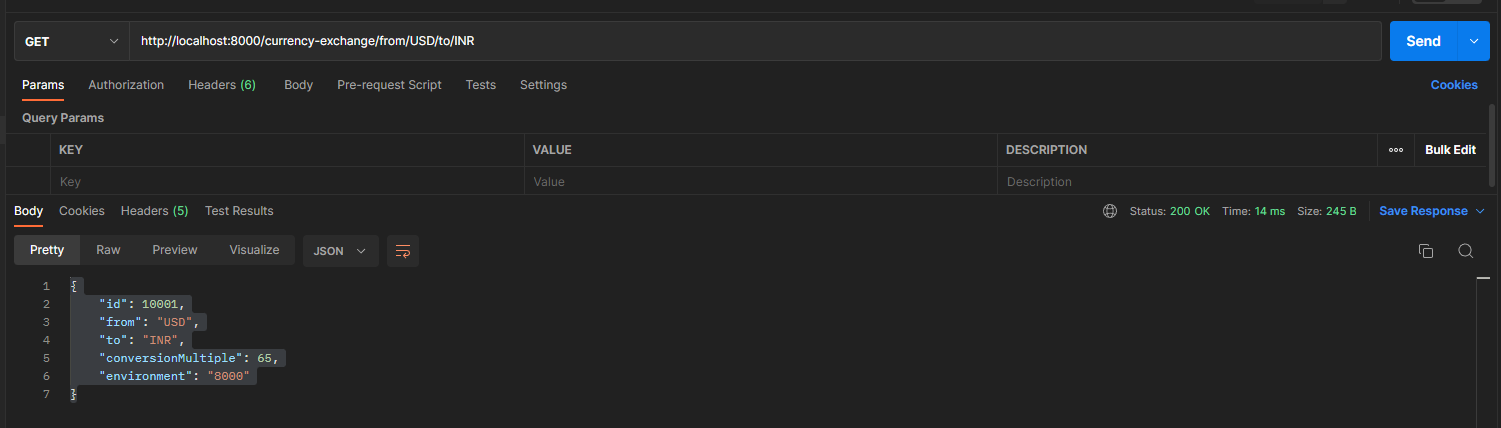 GET http://localhost:8000/currency-exchange/from/USD/to/INR Send
Params Authorization Headers (6) Body Pre-request Script Tests Settings Cookies
Query Params
KEY VALUE DESCRIPTION ooo Bulk Edit
Key Value Description
Body Cookies Headers (5) Test Results Status: 200 OK Time: 14 ms Size: 245 B Save Response
Pretty Raw Preview Visualize JSON
1 {
2 "id": 10001,
3 "from": "USD",
4 "to": "INR",
5 "conversionMultiple": 65,
6 "environment": "8000"
7 }